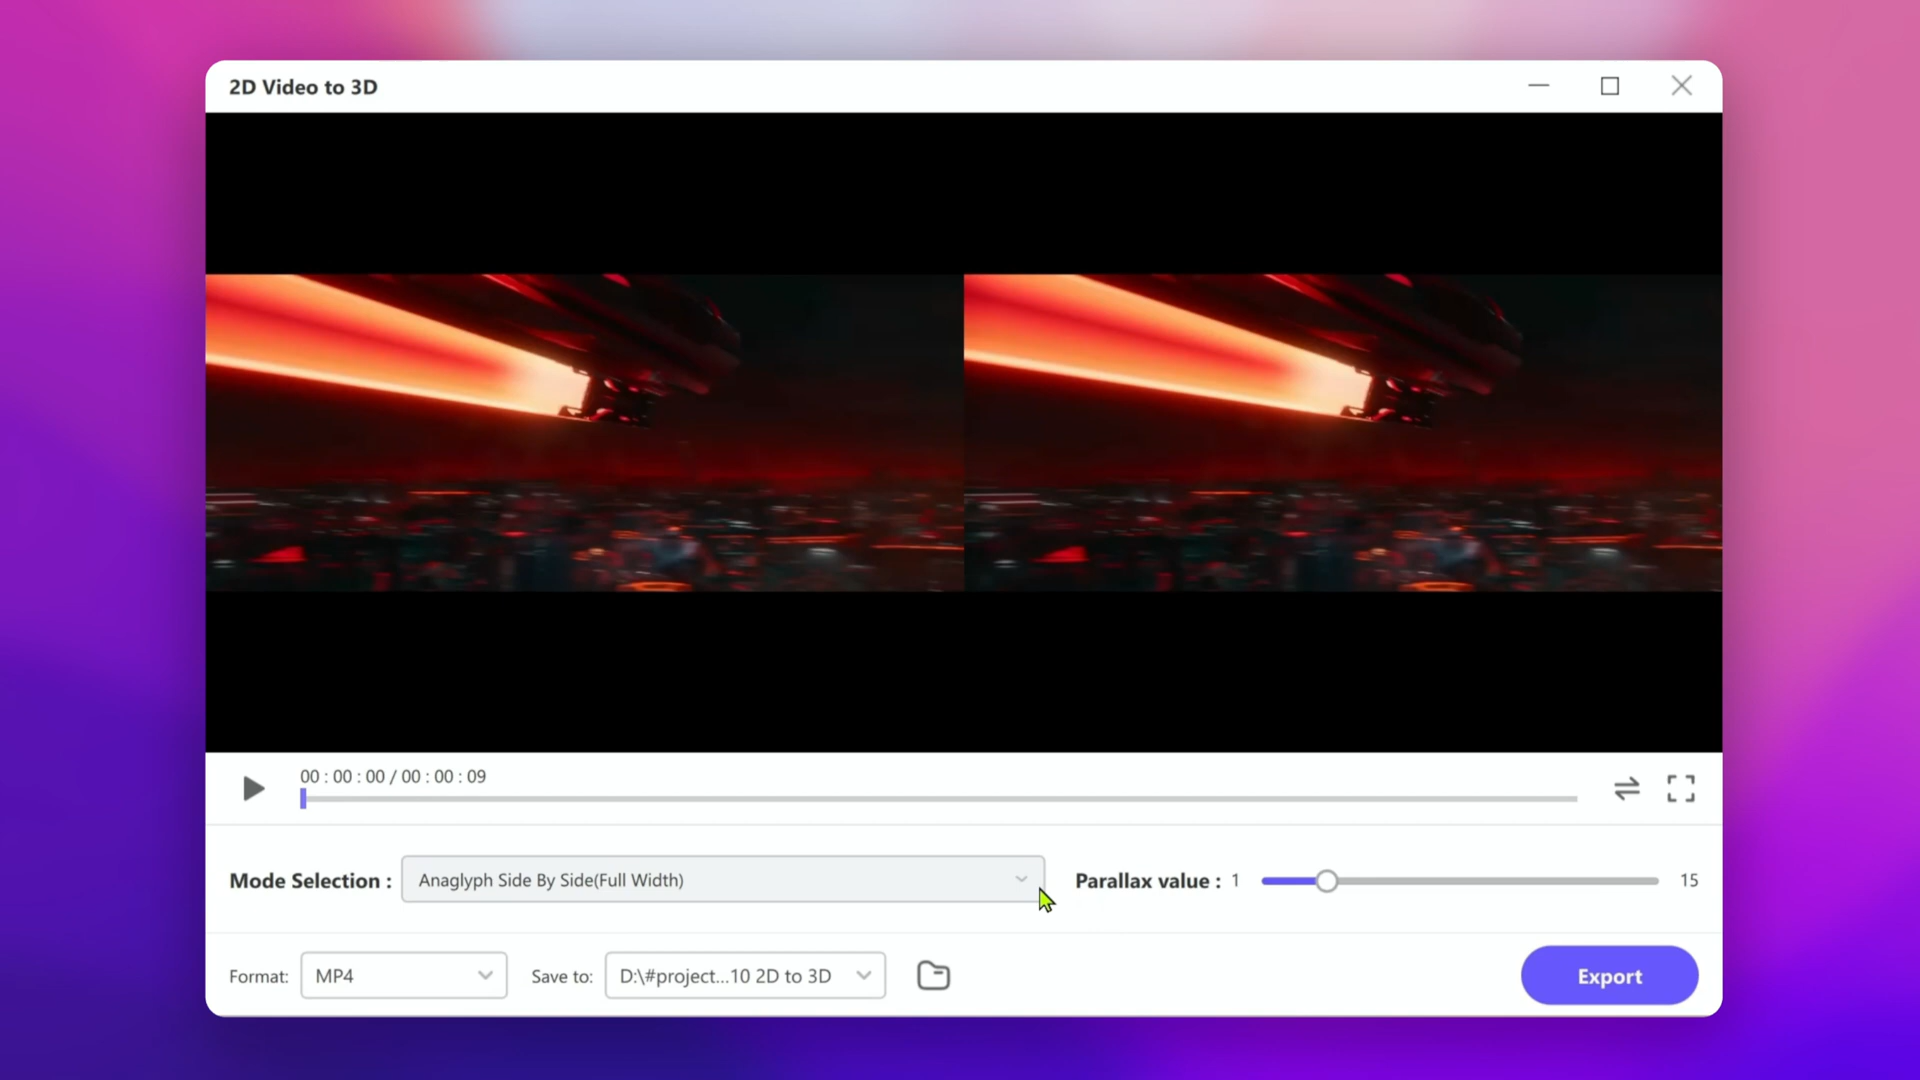 2D Video to 3D
00 : 00 : 00 / 00 : 00 : 09
Mode Selection : Anaglyph Side By Side(Full Width) Parallax value : 1 15
Format: MP4 Save to: D:\#project...10 2D to 3D Export